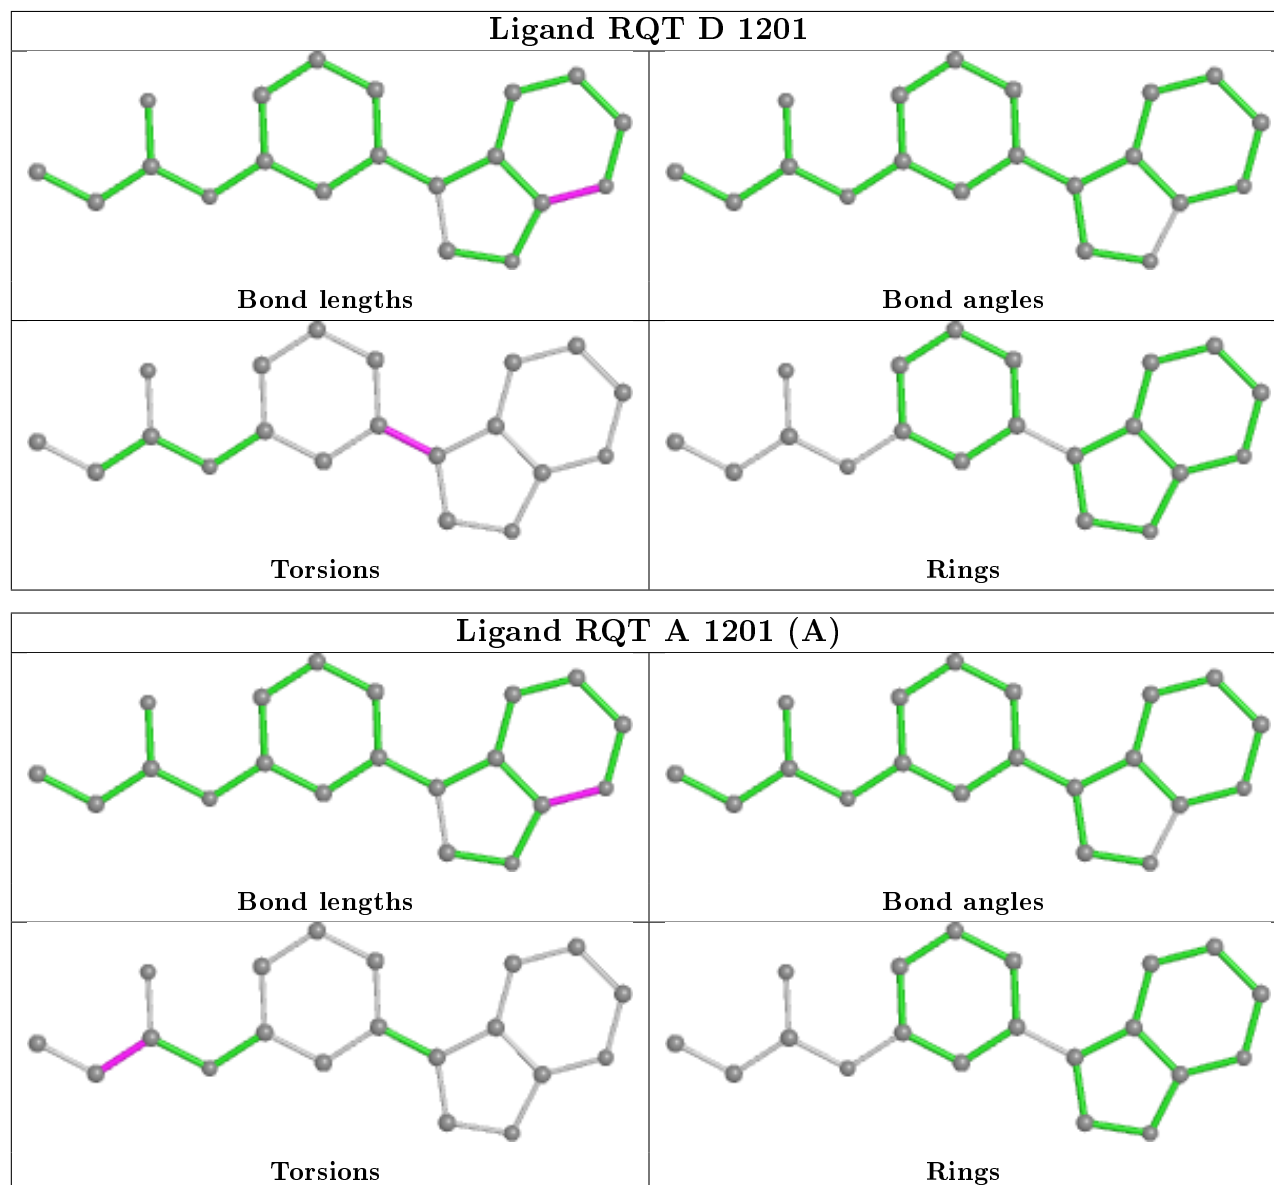 Ligand RQT D 1201
Bond lengths
Bond angles
Torsions
Rings
Ligand RQT A 1201 (A)
Bond lengths
Bond angles
Torsions
Rings